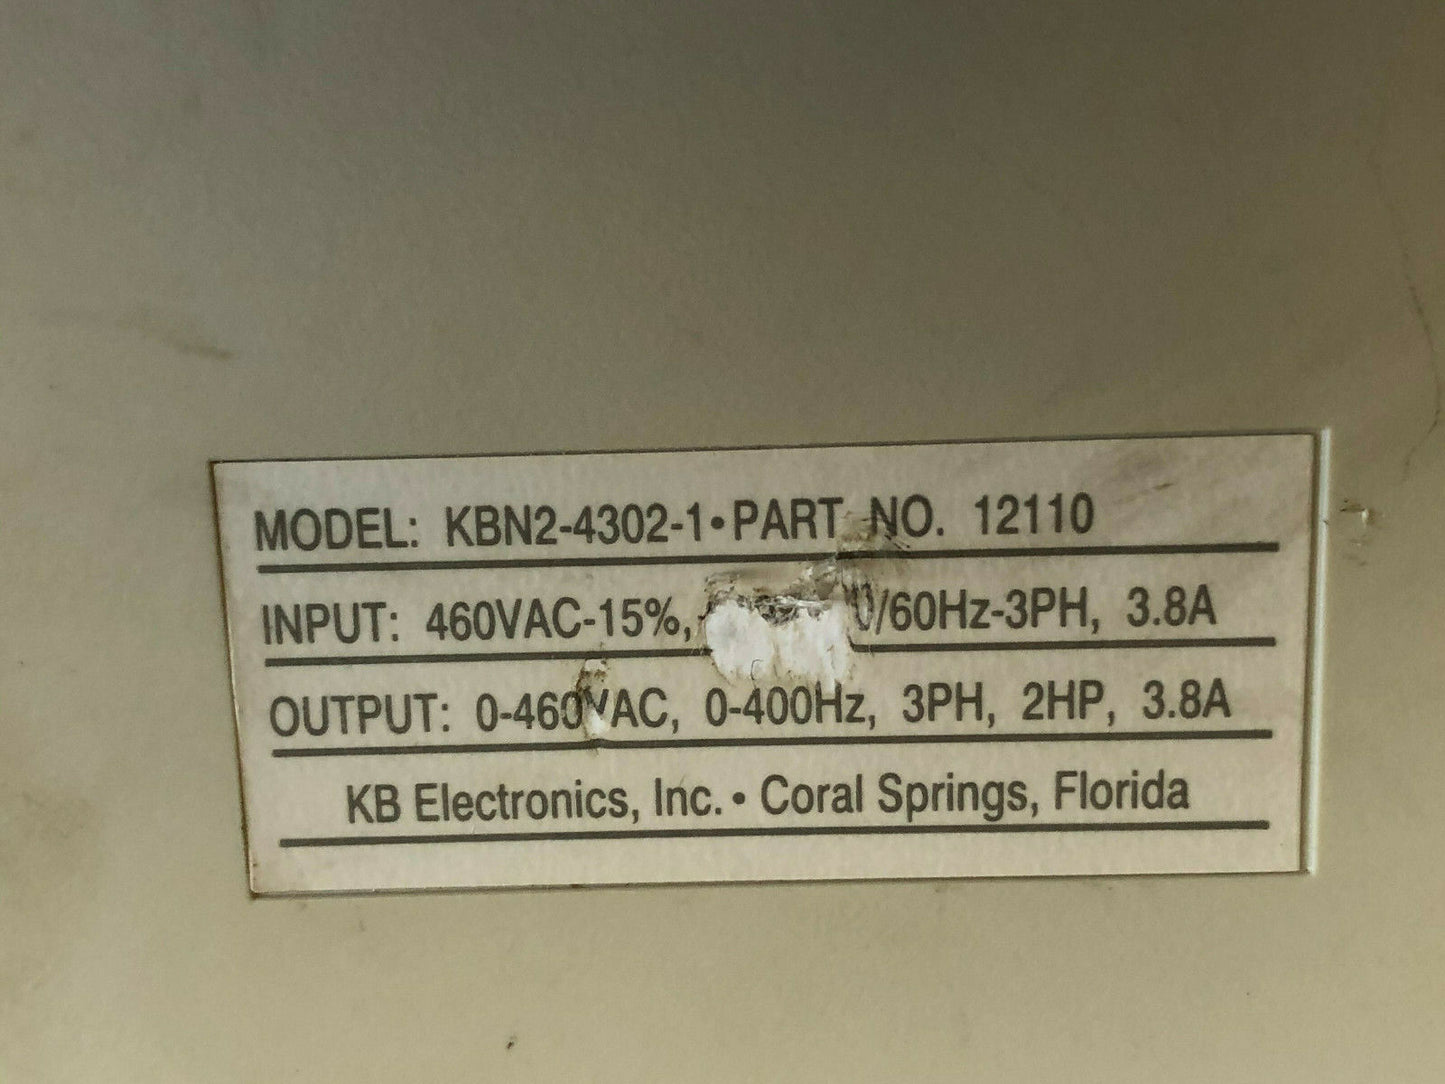 MODEL: KBN2-4302-1 • PART NO. 12110
INPUT: 460VAC-15%, /60Hz-3PH, 3.8A
OUTPUT: 0-460VAC, 0-400Hz, 3PH, 2HP, 3.8A
KB Electronics, Inc. • Coral Springs, Florida